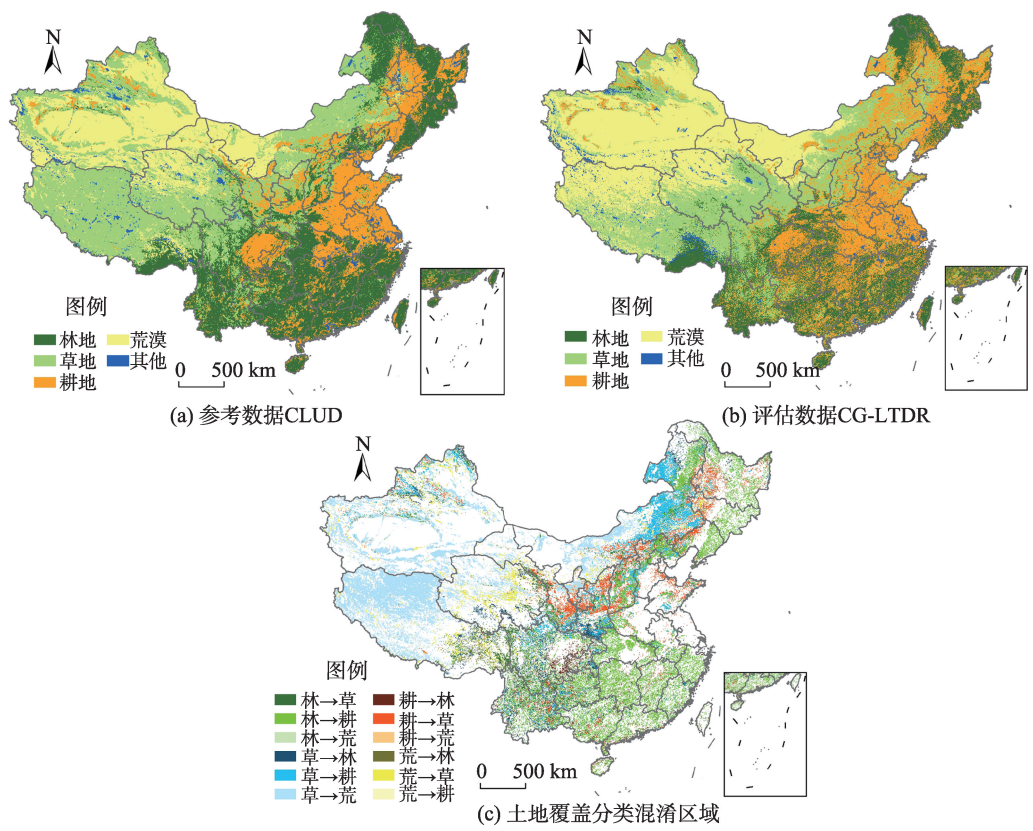 N
图例
林地 荒漠
草地 其他
耕地
0 500 km
(a) 参考数据CLUD
N
图例
林地 荒漠
草地 其他
耕地
0 500 km
(b) 评估数据CG-LTDR
N
图例
林→草 耕→林
林→耕 耕→草
林→荒 耕→荒
草→林 荒→林
草→耕 荒→草
草→荒 荒→耕
0 500 km
(c) 土地覆盖分类混淆区域